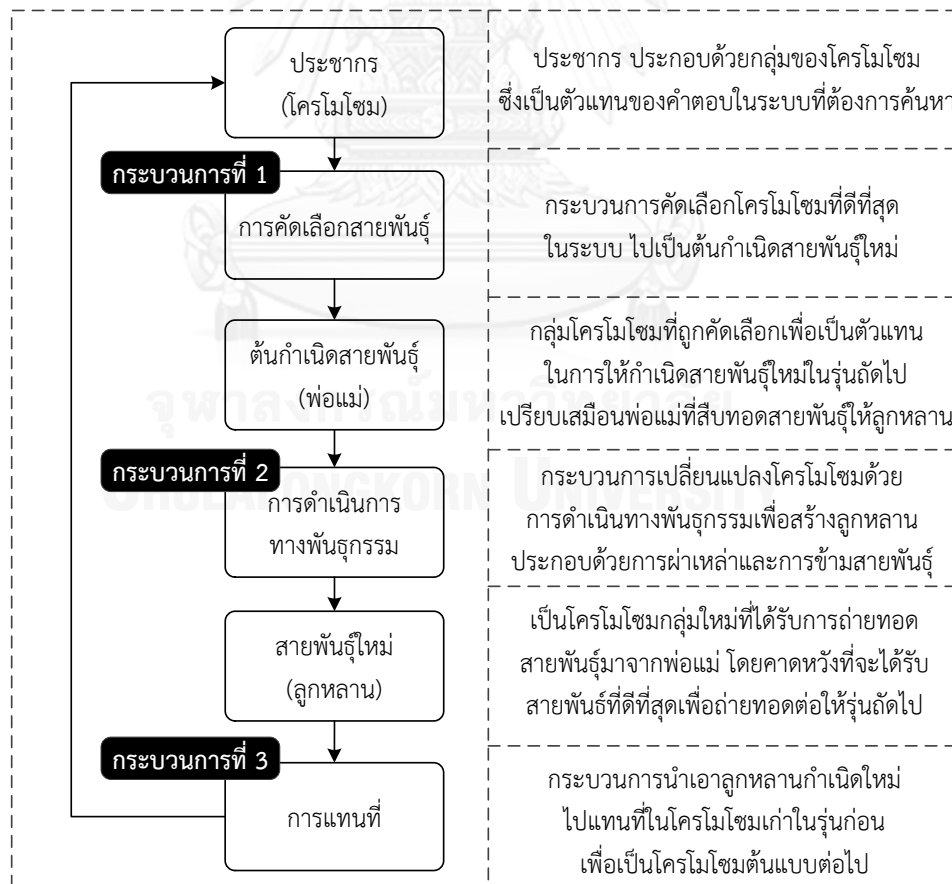 ประชากร
(โครโมโซม)
ประชากร ประกอบด้วยกลุ่มของโครโมโซม
ซึ่งเป็นตัวแทนของคำตอบในระบบที่ต้องการค้นหา
กระบวนการที่ 1
การคัดเลือกสายพันธุ์
กระบวนการคัดเลือกโครโมโซมที่ดีที่สุด
ในระบบ ไปเป็นต้นกำเนิดสายพันธุ์ใหม่
ต้นกำเนิดสายพันธุ์
(พ่อแม่)
กลุ่มโครโมโซมที่ถูกคัดเลือกเพื่อเป็นตัวแทน
ในการให้กำเนิดสายพันธุ์ใหม่ในรุ่นถัดไป
เปรียบเสมือนพ่อแม่ที่สืบทอดสายพันธุ์ให้ลูกหลาน
จุฬาลงกรณ์มหาวิทยาลัย
CHULALONGKORN UNIVERSITY
กระบวนการที่ 2
การดำเนินการ
ทางพันธุกรรม
กระบวนการเปลี่ยนแปลงโครโมโซมด้วย
การดำเนินทางพันธุกรรมเพื่อสร้างลูกหลาน
ประกอบด้วยการผ่าเหล่าและการข้ามสายพันธุ์
สายพันธุ์ใหม่
(ลูกหลาน)
เป็นโครโมโซมกลุ่มใหม่ที่ได้รับการถ่ายทอด
สายพันธุ์มาจากพ่อแม่ โดยคาดหวังที่จะได้รับ
สายพันธ์ที่ดีที่สุดเพื่อถ่ายทอดต่อให้รุ่นถัดไป
กระบวนการที่ 3
การแทนที่
กระบวนการนำเอาลูกหลานกำเนิดใหม่
ไปแทนที่ในโครโมโซมเก่าในรุ่นก่อน
เพื่อเป็นโครโมโซมต้นแบบต่อไป